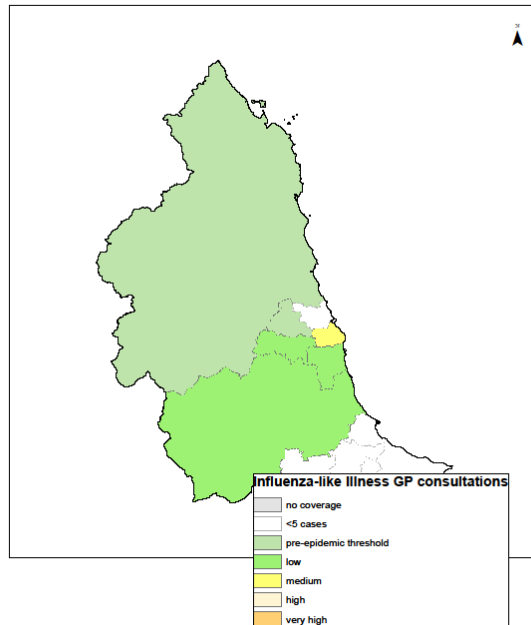 Influenza-like Illness GP consultations
no coverage
<5 cases
pre-epidemic threshold
low
medium
high
very high